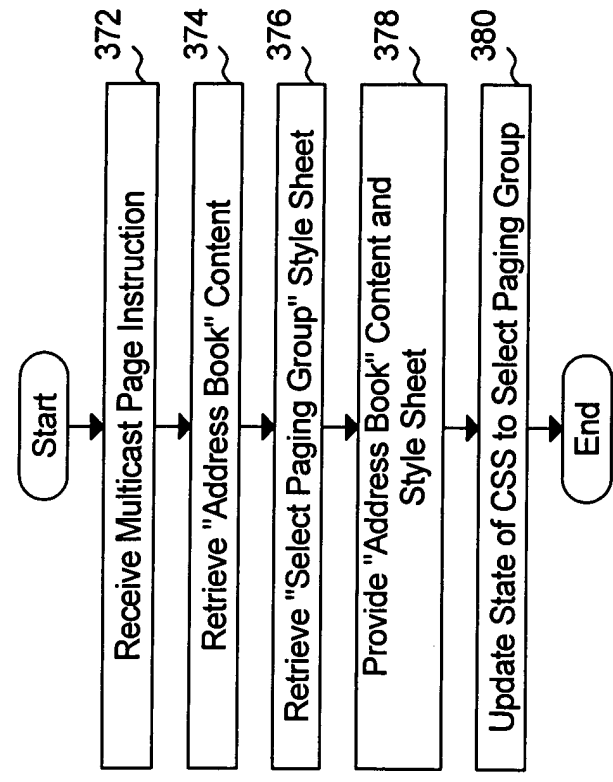 Start
Receive Multicast Page Instruction
372
Retrieve "Address Book" Content
374
Retrieve "Select Paging Group" Style Sheet
376
Provide "Address Book" Content and
Style Sheet
378
Update State of CSS to Select Paging Group
380
End